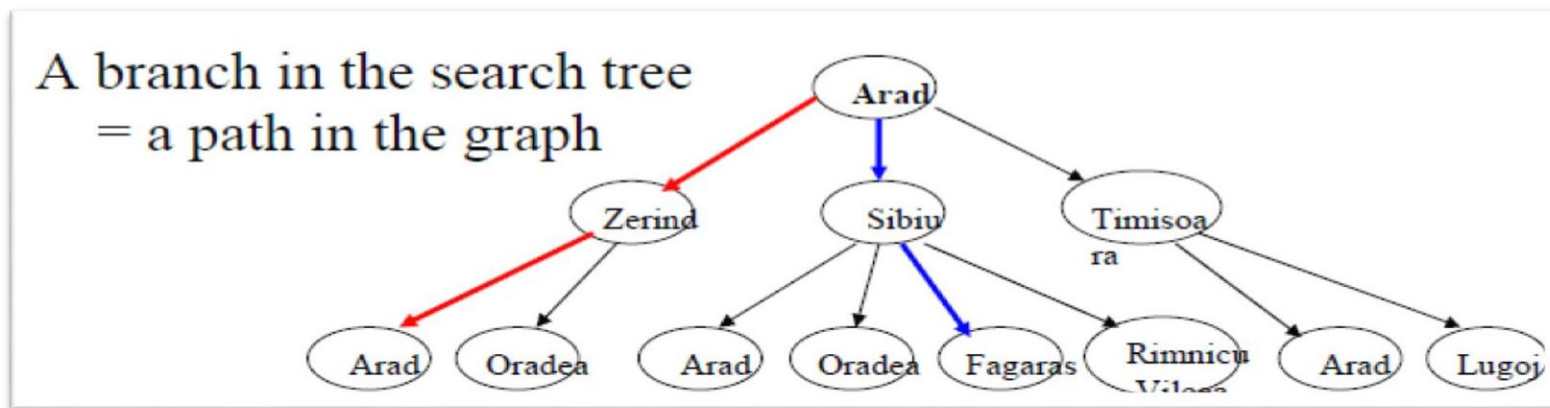 A branch in the search tree
= a path in the graph
Arad
Zerind
Sibiu
Timisoa
ra
Arad
Oradea
Arad
Oradea
Fagaras
Rimnicu
Arad
Lugoj